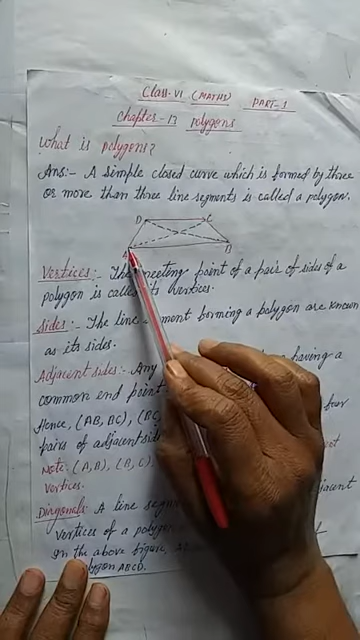 Class-VI (MATHS) PART-1
Chapter-13 Polygons
What is Polygons?
Ans:- A simple closed curve which is formed by three
or more than three line segments is called a polygon.
D C
A B
Vertices:- The meeting point of a pair of sides of a
polygon is called its vertices.
Sides:- The line segment forming a polygon are known
as its sides.
Adjacent sides:- Any having a
common end point
Hence, (AB, BC), (BC,
pairs of adjacent sides
Note: (A,B), (B,C),
vertices.
Diagonals: A line segment
vertices of a polygon
In the above figure,
polygon ABCD.